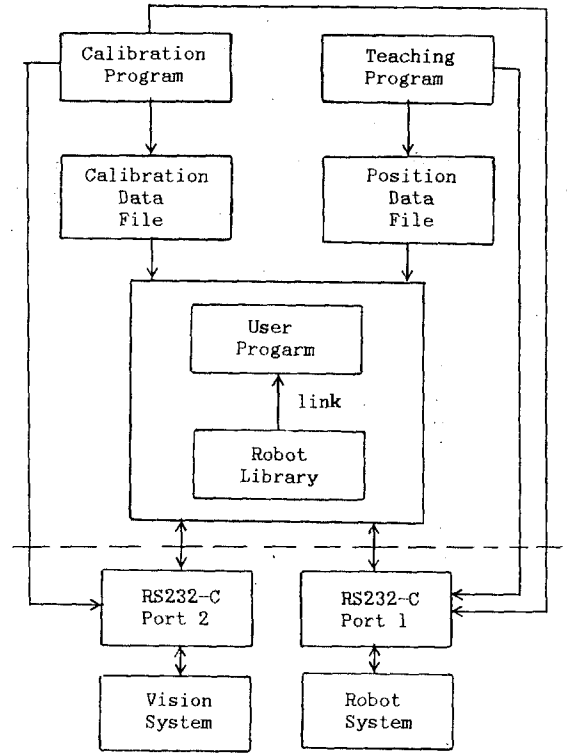 Calibration
Program
Teaching
Program
Calibration
Data
File
Position
Data
File
User
Progarm
link
Robot
Library
RS232-C
Port 2
RS232-C
Port 1
Vision
System
Robot
System